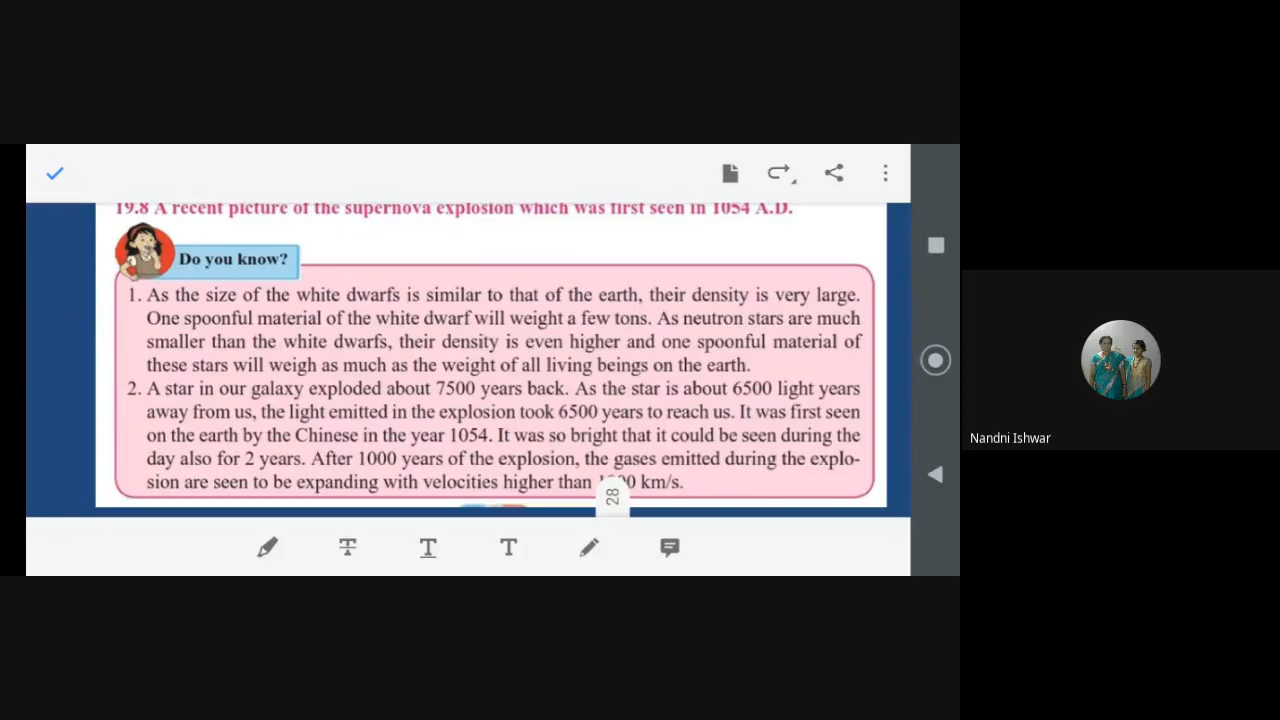 19.8 A recent picture of the supernova explosion which was first seen in 1054 A.D.
Do you know?
1. As the size of the white dwarfs is similar to that of the earth, their density is very large.
One spoonful material of the white dwarf will weight a few tons. As neutron stars are much
smaller than the white dwarfs, their density is even higher and one spoonful material of
these stars will weigh as much as the weight of all living beings on the earth.
2. A star in our galaxy exploded about 7500 years back. As the star is about 6500 light years
away from us, the light emitted in the explosion took 6500 years to reach us. It was first seen
on the earth by the Chinese in the year 1054. It was so bright that it could be seen during the
day also for 2 years. After 1000 years of the explosion, the gases emitted during the explo-
sion are seen to be expanding with velocities higher than km/s.
28
Nandni Ishwar